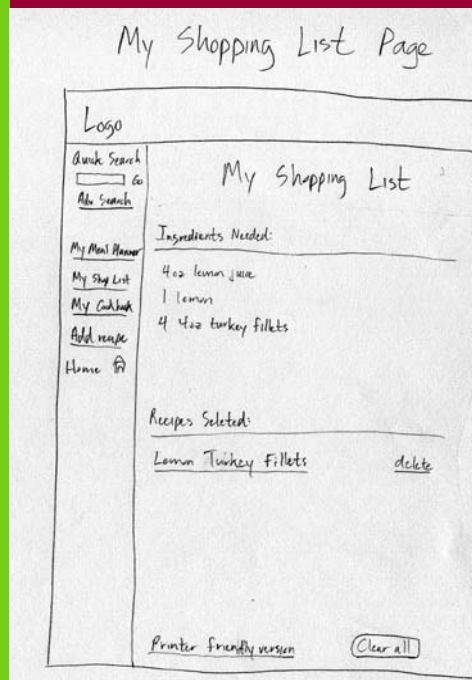 My Shopping List Page
Logo
Quick Search
Go
Adv Search
My Meal Planner
My Shop List
My Cookbook
Add recipe
Home
My Shopping List
Ingredients Needed:
4oz lemon juice
1 lemon
4 4oz turkey fillets
Recipes Seleted:
Lemon Turkey Fillets delete
Printer friendly version Clear all